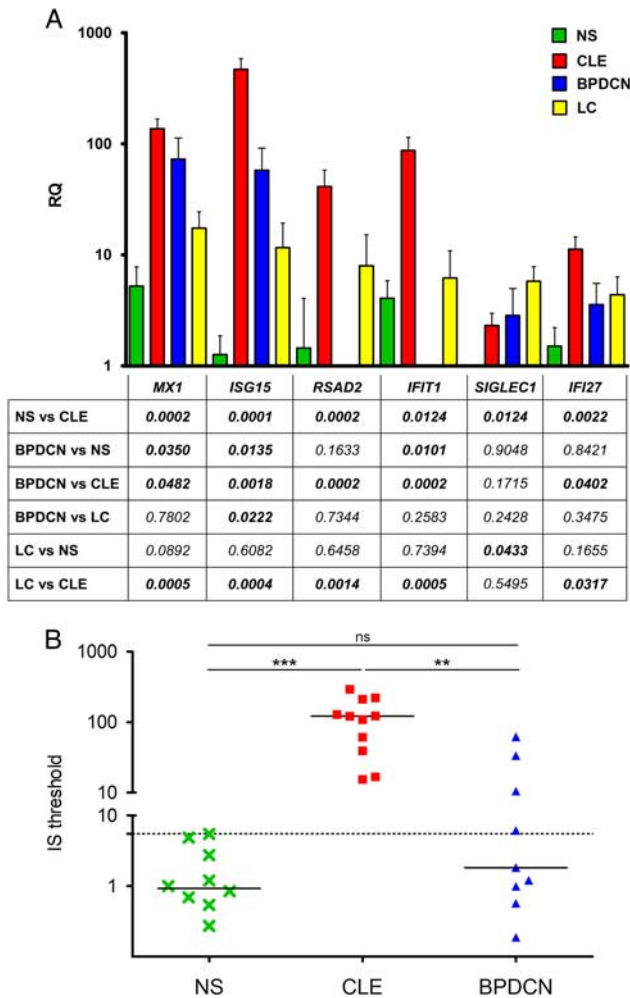 A
1000
100
10
1
RQ
NS
CLE
BPDCN
LC
MX1 ISG15 RSAD2 IFIT1 SIGLEC1 IFI27
NS vs CLE 0.0002 0.0001 0.0002 0.0124 0.0124 0.0022
BPDCN vs NS 0.0350 0.0135 0.1633 0.0101 0.9048 0.8421
BPDCN vs CLE 0.0482 0.0018 0.0002 0.0002 0.1715 0.0402
BPDCN vs LC 0.7802 0.0222 0.7344 0.2583 0.2428 0.3475
LC vs NS 0.0892 0.6082 0.6458 0.7394 0.0433 0.1655
LC vs CLE 0.0005 0.0004 0.0014 0.0005 0.5495 0.0317
B
ns
*** **
1000
100
10
10
1
IS threshold
NS CLE BPDCN